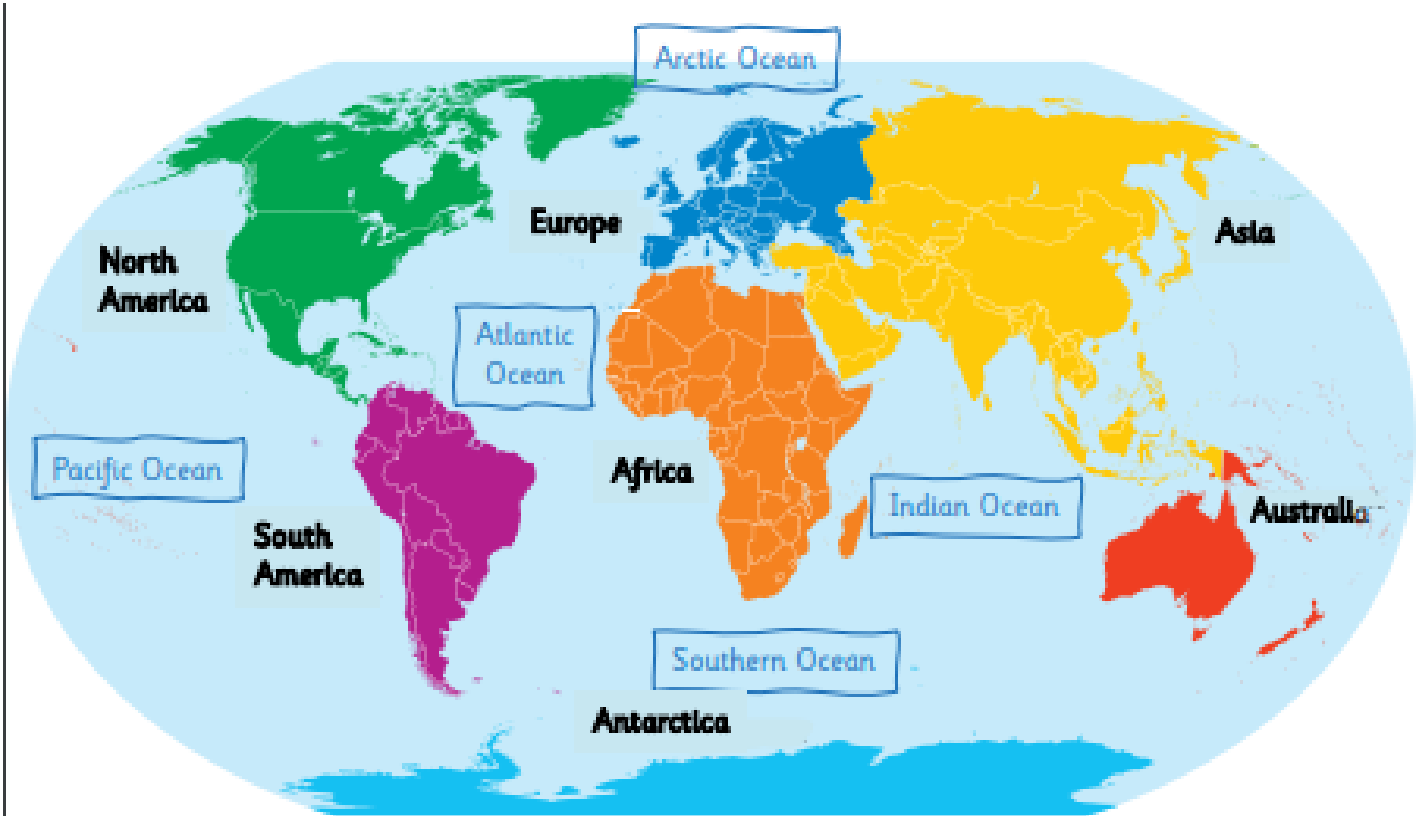 Arctic Ocean
Europe
Asia
North
America
Atlantic
Ocean
Pacific Ocean
Africa
Indian Ocean
Australia
South
America
Southern Ocean
Antarctica